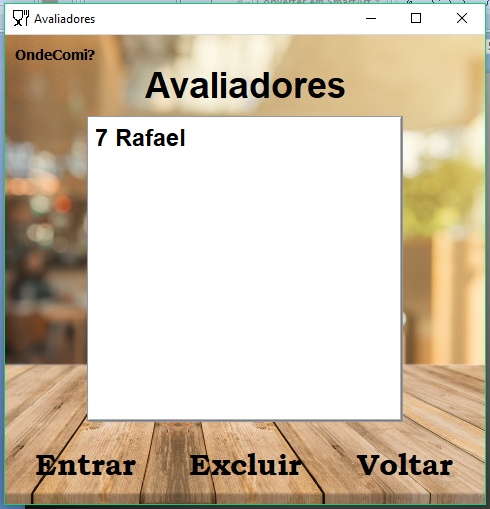 Avaliadores
OndeComi?
Avaliadores
7 Rafael
Entrar Excluir Voltar